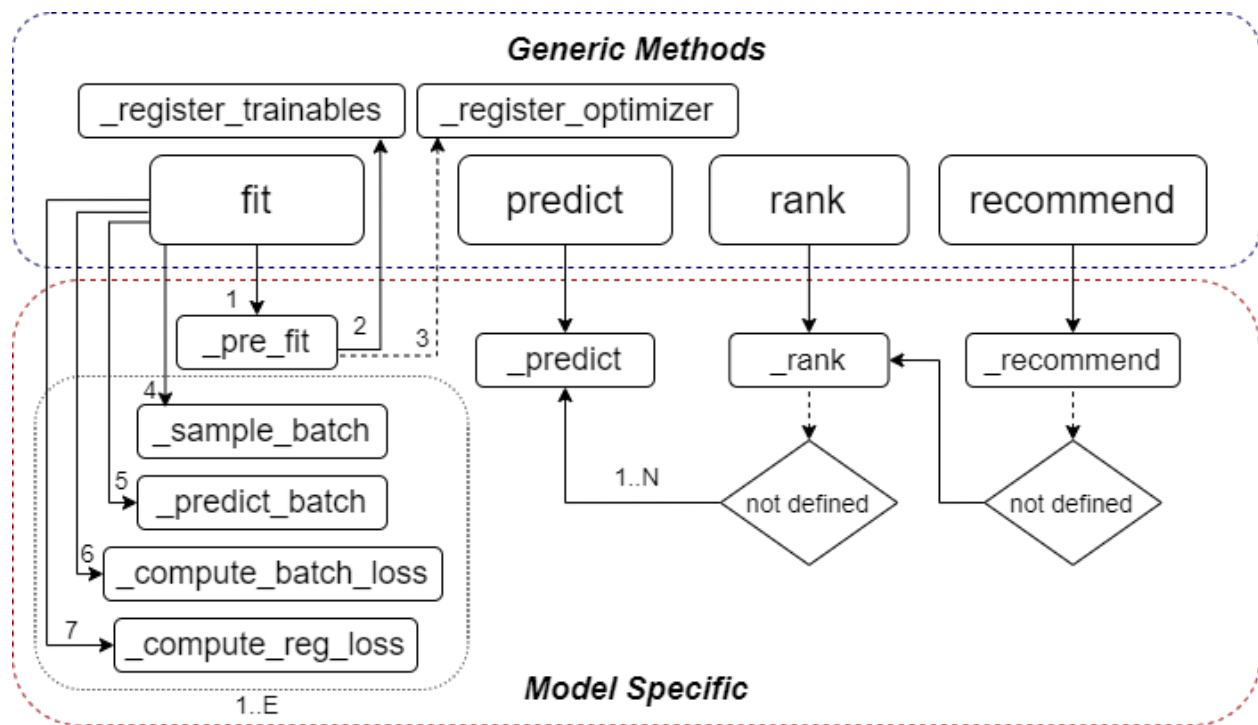 Generic Methods
_register_trainables
_register_optimizer
fit
predict
rank
recommend
1
2
3
_pre_fit
_predict
_rank
_recommend
4
_sample_batch
5
_predict_batch
1..N
not defined
not defined
6
_compute_batch_loss
7
_compute_reg_loss
1..E
Model Specific